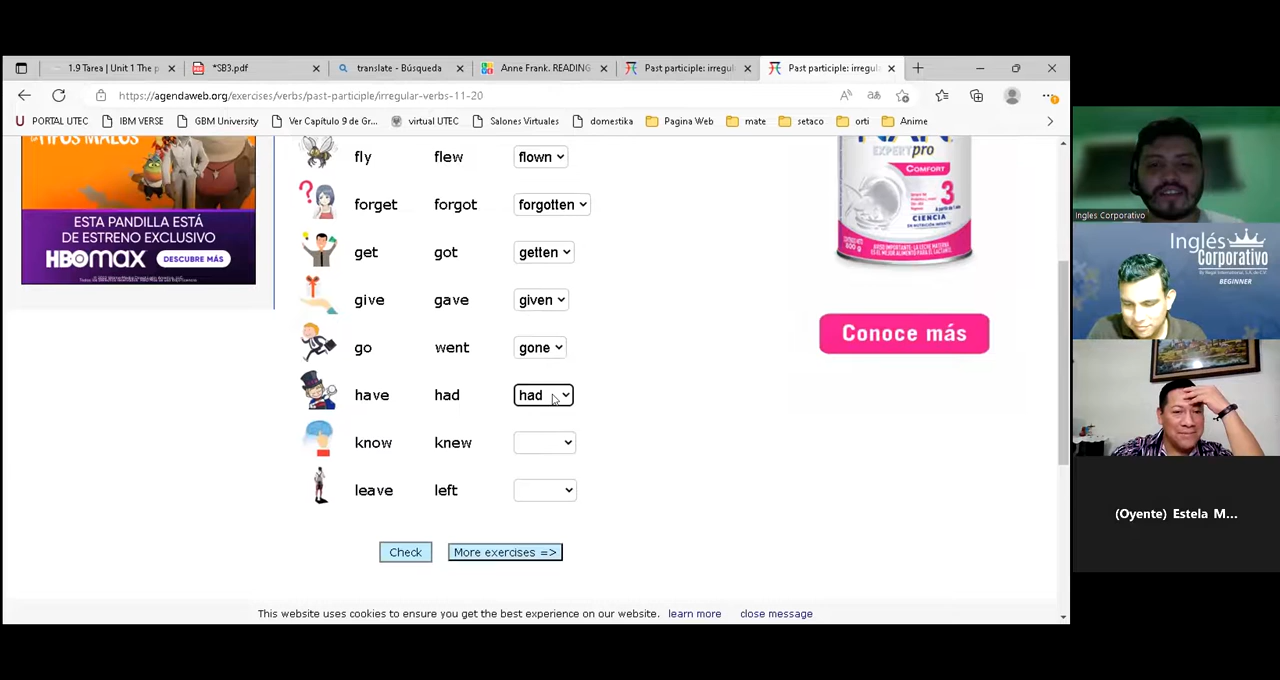 1.9 Tarea | Unit 1 The p
*SB3.pdf
translate - Búsqueda
Anne Frank. READING
Past participle: irregul
Past participle: irregul
https://agendaweb.org/exercises/verbs/past-participle/irregular-verbs-11-20
PORTAL UTEC
IBM VERSE
GBM University
Ver Capítulo 9 de Gr...
virtual UTEC
Salones Virtuales
domestika
Pagina Web
mate
setaco
orti
Anime
TIPOS MALOS
ESTA PANDILLA ESTÁ
DE ESTRENO EXCLUSIVO
HBOMAX
DESCUBRE MÁS
fly flew flown
forget forgot forgotten
get got getten
give gave given
go went gone
have had had
know knew
leave left
Check
More exercises =>
NAN
EXPERTpro
COMFORT
3
CIENCIA
Conoce más
This website uses cookies to ensure you get the best experience on our website. learn more close message
Ingles Corporativo
Inglés
Corporativo
BEGINNER
(Oyente) Estela M...